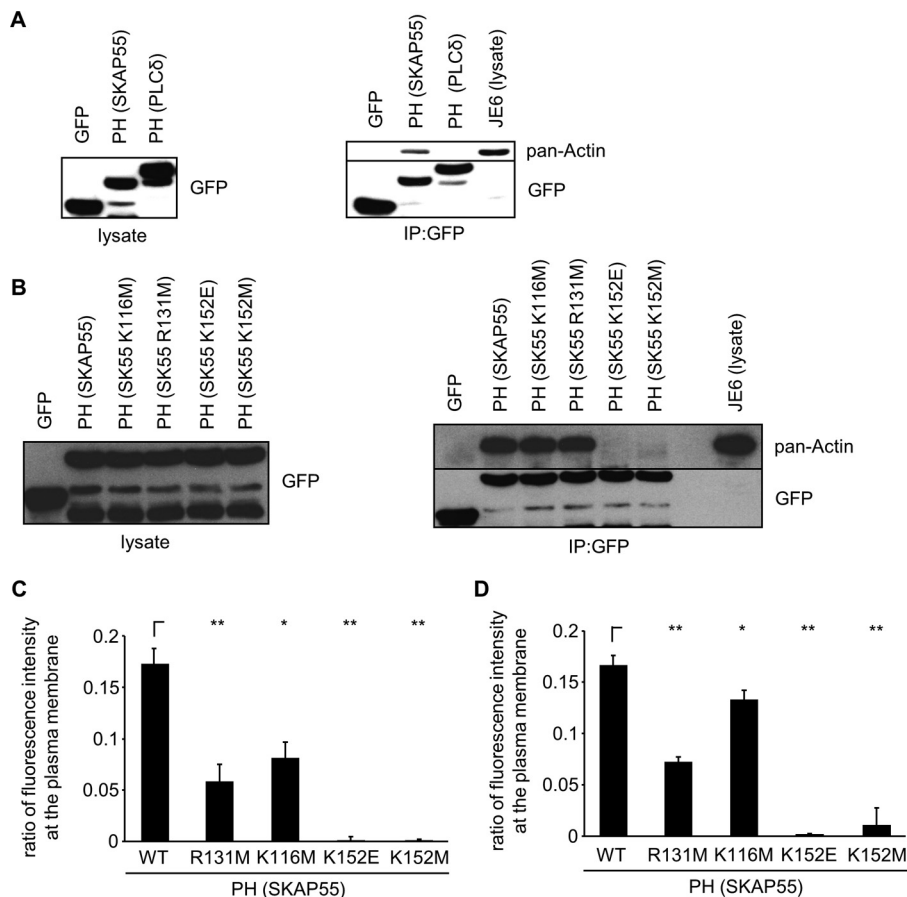 A
GFP
PH (SKAP55)
PH (PLCδ)
GFP
lysate
GFP
PH (SKAP55)
PH (PLCδ)
JE6 (lysate)
pan-Actin
GFP
IP:GFP
B
GFP
PH (SKAP55)
PH (SK55 K116M)
PH (SK55 R131M)
PH (SK55 K152E)
PH (SK55 K152M)
GFP
lysate
GFP
PH (SKAP55)
PH (SK55 K116M)
PH (SK55 R131M)
PH (SK55 K152E)
PH (SK55 K152M)
JE6 (lysate)
pan-Actin
GFP
IP:GFP
C
ratio of fluorescence intensity
at the plasma membrane
** * ** **
0.2
0.15
0.1
0.05
0
WT R131M K116M K152E K152M
PH (SKAP55)
D
ratio of fluorescence intensity
at the plasma membrane
** * ** **
0.2
0.15
0.1
0.05
0
WT R131M K116M K152E K152M
PH (SKAP55)